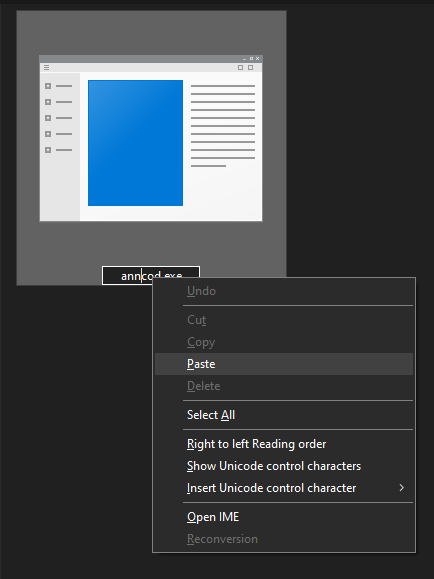 anncod.exe
Undo
Cut
Copy
Paste
Delete
Select All
Right to left Reading order
Show Unicode control characters
Insert Unicode control character
Open IME
Reconversion